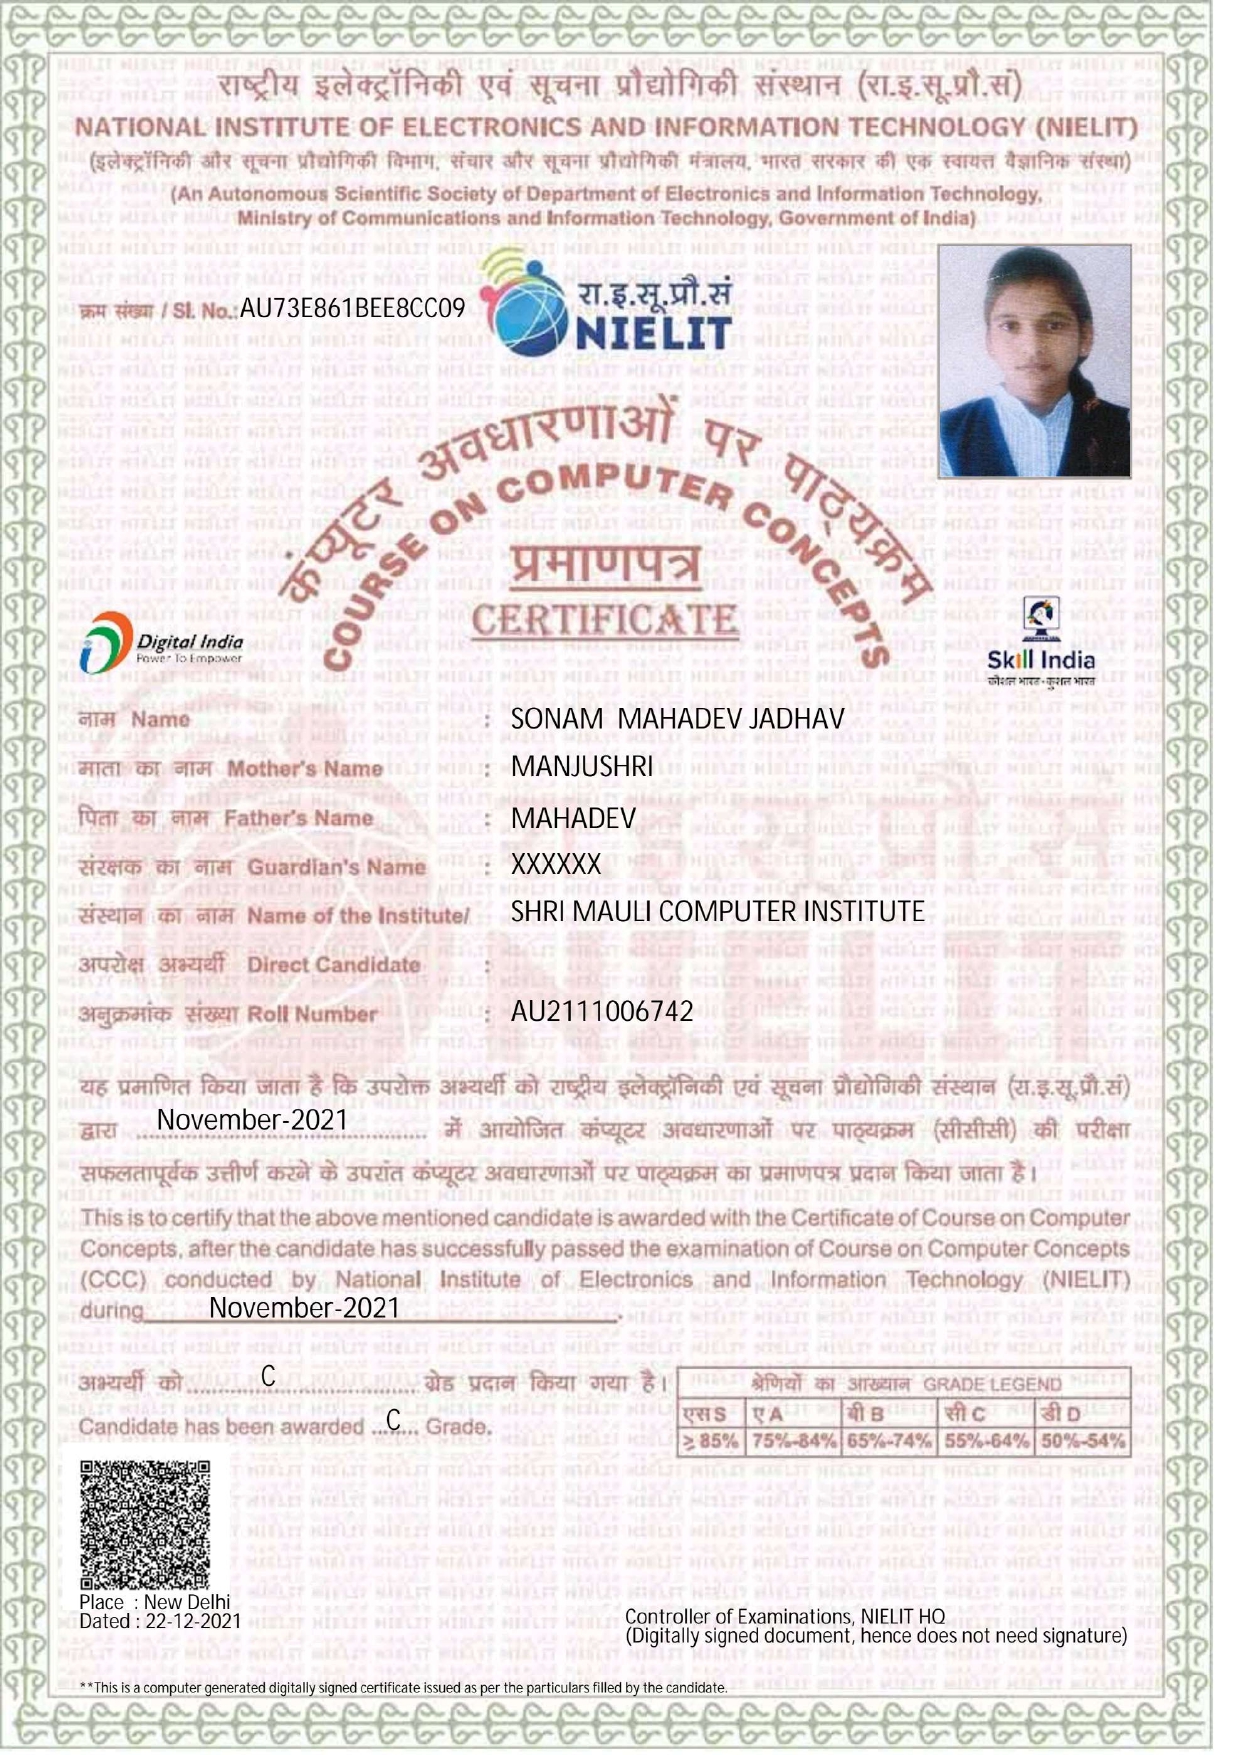 राष्ट्रीय इलेक्ट्रॉनिकी एवं सूचना प्रौद्योगिकी संस्थान (रा.इ.सू.प्रौ.सं)
NATIONAL INSTITUTE OF ELECTRONICS AND INFORMATION TECHNOLOGY (NIELIT)
(इलेक्ट्रॉनिकी और सूचना प्रौद्योगिकी विभाग, संचार और सूचना प्रौद्योगिकी मंत्रालय, भारत सरकार की एक स्वायत्त वैज्ञानिक संस्था)
(An Autonomous Scientific Society of Department of Electronics and Information Technology,
Ministry of Communications and Information Technology, Government of India)
क्रम संख्या / Sl. No.: AU73E861BEE8CC09
रा.इ.सू.प्रौ.सं
NIELIT
कंप्यूटर अवधारणाओं पर पाठ्यक्रम
COURSE ON COMPUTER CONCEPTS
प्रमाणपत्र
CERTIFICATE
Digital India
Power To Empower
Skill India
कौशल भारत-कुशल भारत
नाम Name : SONAM MAHADEV JADHAV
माता का नाम Mother's Name : MANJUSHRI
पिता का नाम Father's Name : MAHADEV
संरक्षक का नाम Guardian's Name : XXXXXX
संस्थान का नाम Name of the Institute/ SHRI MAULI COMPUTER INSTITUTE
अपरोक्ष अभ्यर्थी Direct Candidate :
अनुक्रमांक संख्या Roll Number : AU2111006742
यह प्रमाणित किया जाता है कि उपरोक्त अभ्यर्थी को राष्ट्रीय इलेक्ट्रॉनिकी एवं सूचना प्रौद्योगिकी संस्थान (रा.इ.सू.प्रौ.सं)
द्वारा November-2021 में आयोजित कंप्यूटर अवधारणाओं पर पाठ्यक्रम (सीसीसी) की परीक्षा
सफलतापूर्वक उत्तीर्ण करने के उपरांत कंप्यूटर अवधारणाओं पर पाठ्यक्रम का प्रमाणपत्र प्रदान किया जाता है।
This is to certify that the above mentioned candidate is awarded with the Certificate of Course on Computer
Concepts, after the candidate has successfully passed the examination of Course on Computer Concepts
(CCC) conducted by National Institute of Electronics and Information Technology (NIELIT)
during November-2021.
अभ्यर्थी को C ग्रेड प्रदान किया गया है।
Candidate has been awarded ...C.... Grade.
श्रेणियों का आख्यान GRADE LEGEND
एस S ए A बी B सी C डी D
≥ 85% 75%-84% 65%-74% 55%-64% 50%-54%
Place : New Delhi
Dated : 22-12-2021
Controller of Examinations, NIELIT HQ
(Digitally signed document, hence does not need signature)
**This is a computer generated digitally signed certificate issued as per the particulars filled by the candidate.